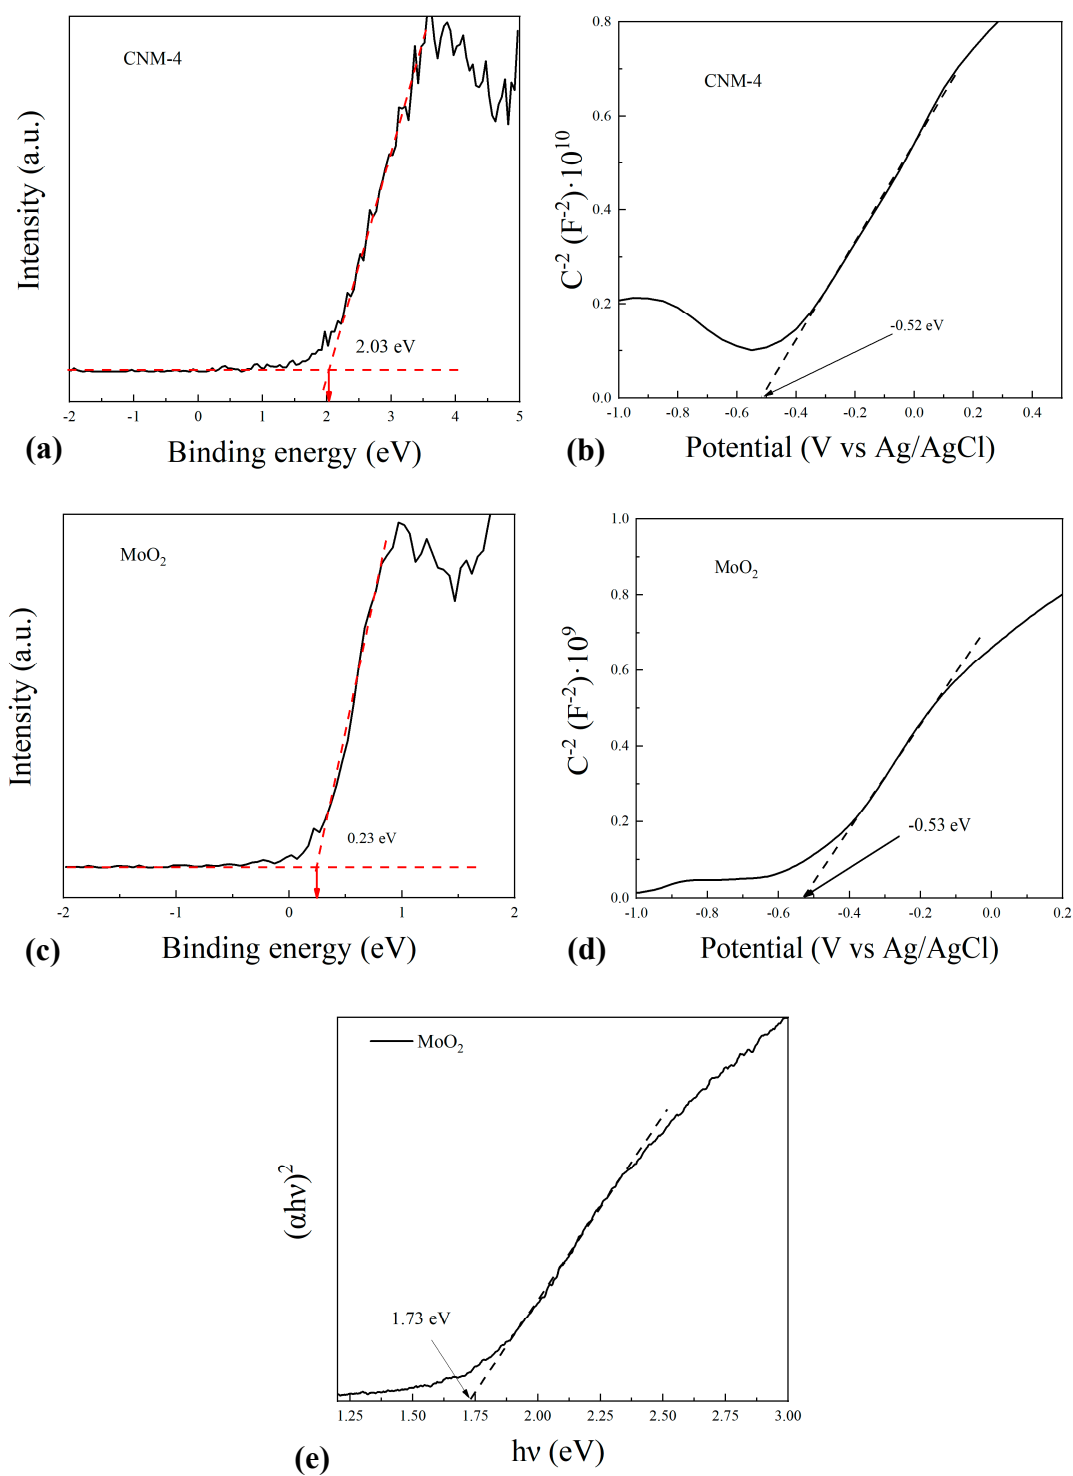 CNM-4
Intensity (a.u.)
2.03 eV
-2 -1 0 1 2 3 4 5
Binding energy (eV)
(a)
CNM-4
C⁻² (F⁻²)·10¹⁰
0.8
0.6
0.4
0.2
0.0
-0.52 eV
-1.0 -0.8 -0.6 -0.4 -0.2 0.0 0.2 0.4
Potential (V vs Ag/AgCl)
(b)
MoO₂
Intensity (a.u.)
0.23 eV
-2 -1 0 1 2
Binding energy (eV)
(c)
MoO₂
C⁻² (F⁻²)·10⁹
1.0
0.8
0.6
0.4
0.2
0.0
-0.53 eV
-1.0 -0.8 -0.6 -0.4 -0.2 0.0 0.2
Potential (V vs Ag/AgCl)
(d)
MoO₂
(αhν)²
1.73 eV
1.25 1.50 1.75 2.00 2.25 2.50 2.75 3.00
hν (eV)
(e)